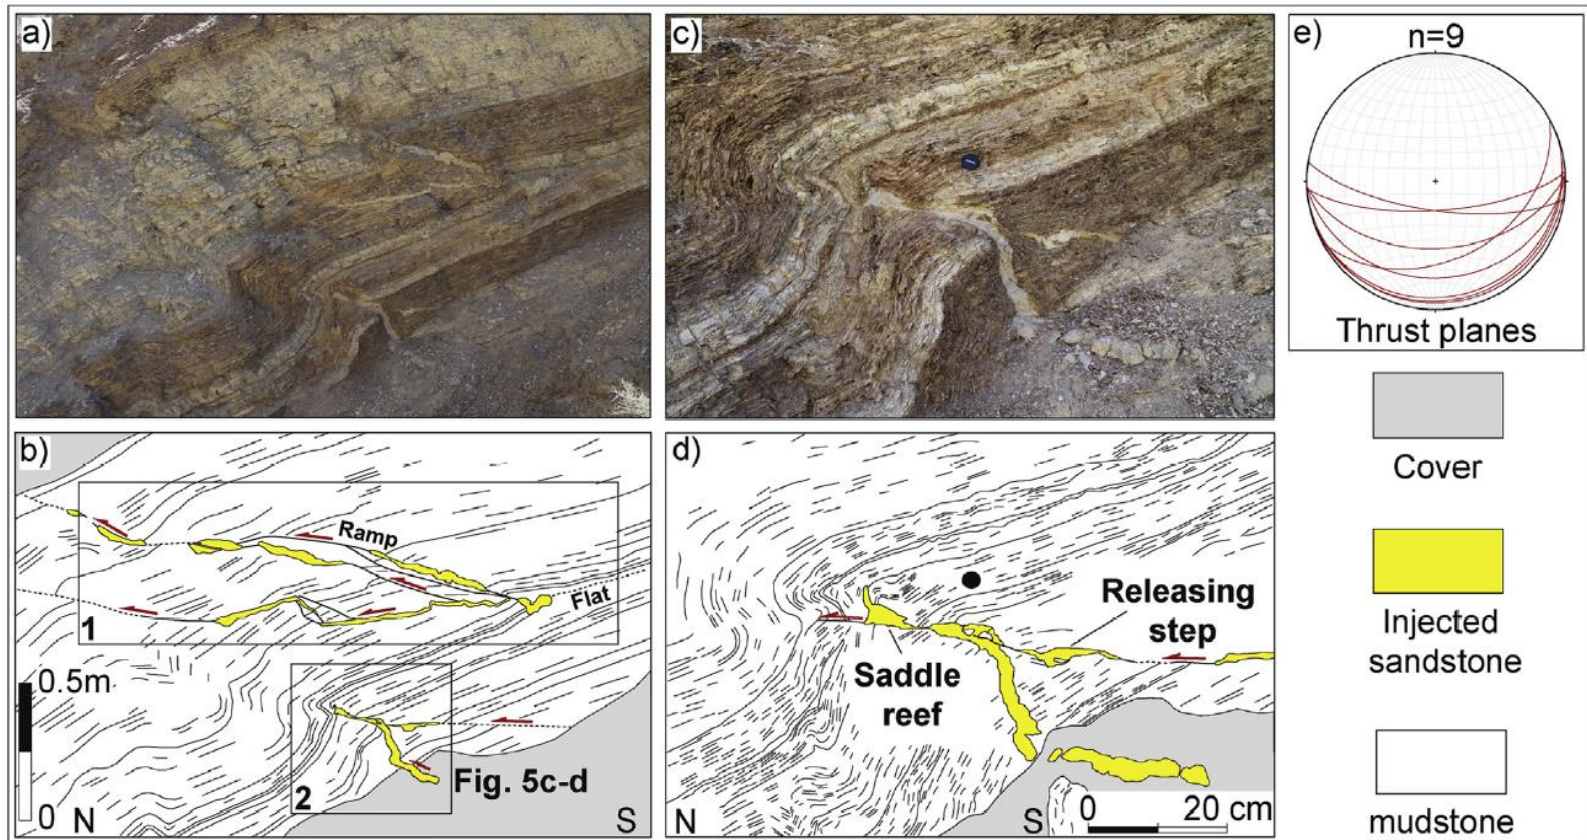 a)
c)
e)
n=9
Thrust planes
b)
Ramp
Flat
1
0.5m
0
2
Fig. 5c-d
N
S
d)
Releasing
step
Saddle
reef
N
S
0
20 cm
Cover
Injected
sandstone
mudstone